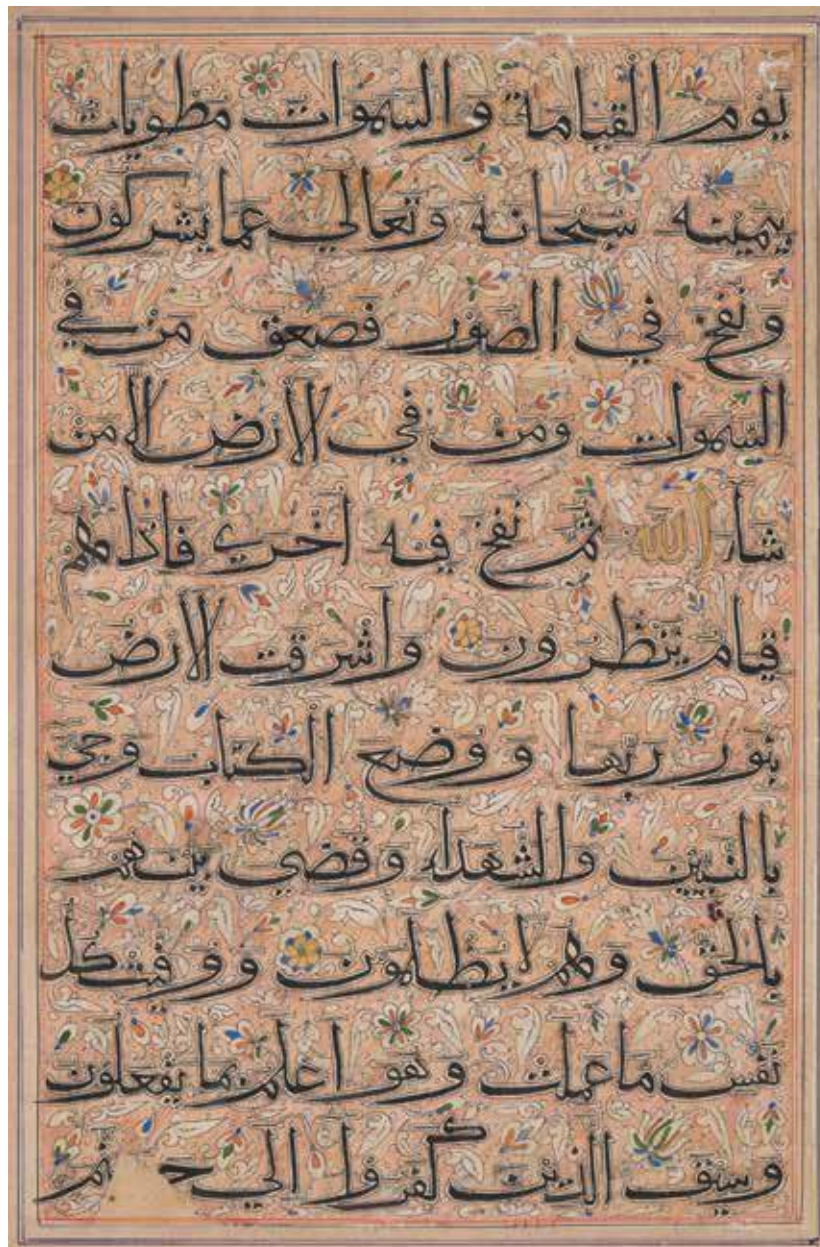 يوم القيامة والسموات مطويات
بيمينه سبحانه وتعالى عما يشركون
ونفخ في الصور فصعق من في
السموات ومن في الارض الا من
شاء الله ثم نفخ فيه اخرى فاذا هم
قيام ينظرون واشرقت الارض
بنور ربها ووضع الكتاب وجي
بالنبيين والشهداء وقضي بينهم
بالحق وهم لا يظلمون ووفيت كل
نفس ما عملت وهو اعلم بما يفعلون
وسيق الذين كفروا الى جهنم